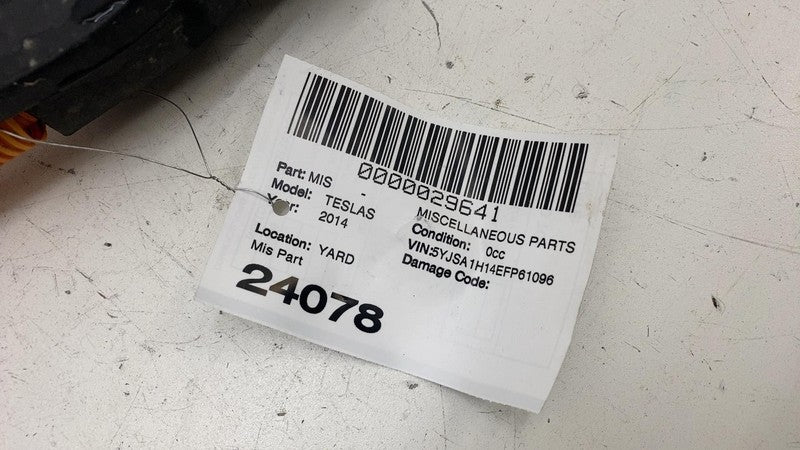 0000029641
Part: MIS - MISCELLANEOUS PARTS
Model: TESLAS Condition: 0cc
Year: 2014 VIN:5YJSA1H14EFP61096
Damage Code:
Location: YARD
Mis Part
24078